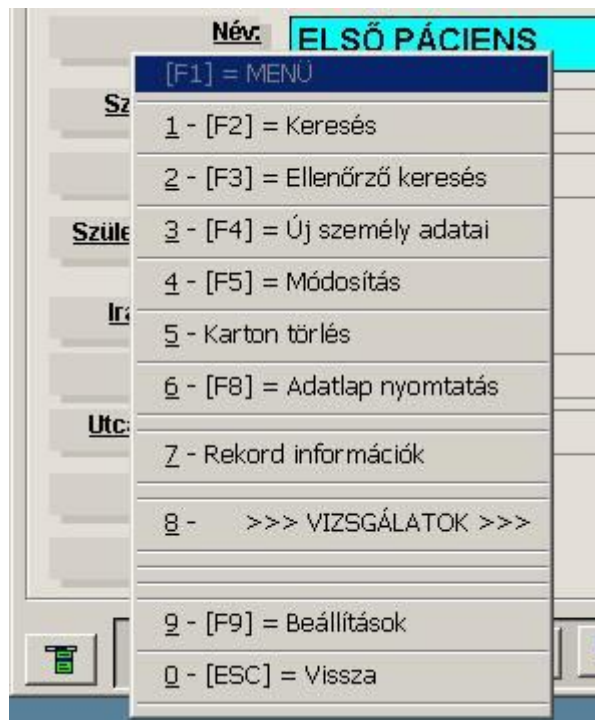 Név:
ELSŐ PÁCIENS
[F1] = MENÜ
1 - [F2] = Keresés
2 - [F3] = Ellenőrző keresés
3 - [F4] = Új személy adatai
4 - [F5] = Módosítás
5 - Karton törlés
6 - [F8] = Adatlap nyomtatás
7 - Rekord információk
8 - >>> VIZSGÁLATOK >>>
9 - [F9] = Beállítások
0 - [ESC] = Vissza